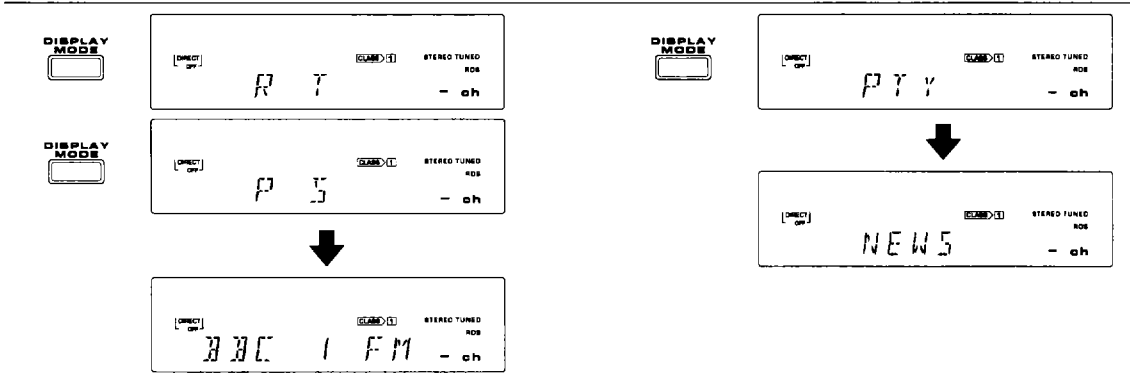 DISPLAY
MODE
DIRECT
OFF
CLASS 1
STEREO TUNED
RDS
R T
- ch
DISPLAY
MODE
DIRECT
OFF
CLASS 1
STEREO TUNED
RDS
P S
- ch
DIRECT
OFF
CLASS 1
STEREO TUNED
RDS
BBC 1 FM
- ch
DISPLAY
MODE
DIRECT
OFF
CLASS 1
STEREO TUNED
RDS
PTY
- ch
DIRECT
OFF
CLASS 1
STEREO TUNED
RDS
NEWS
- ch